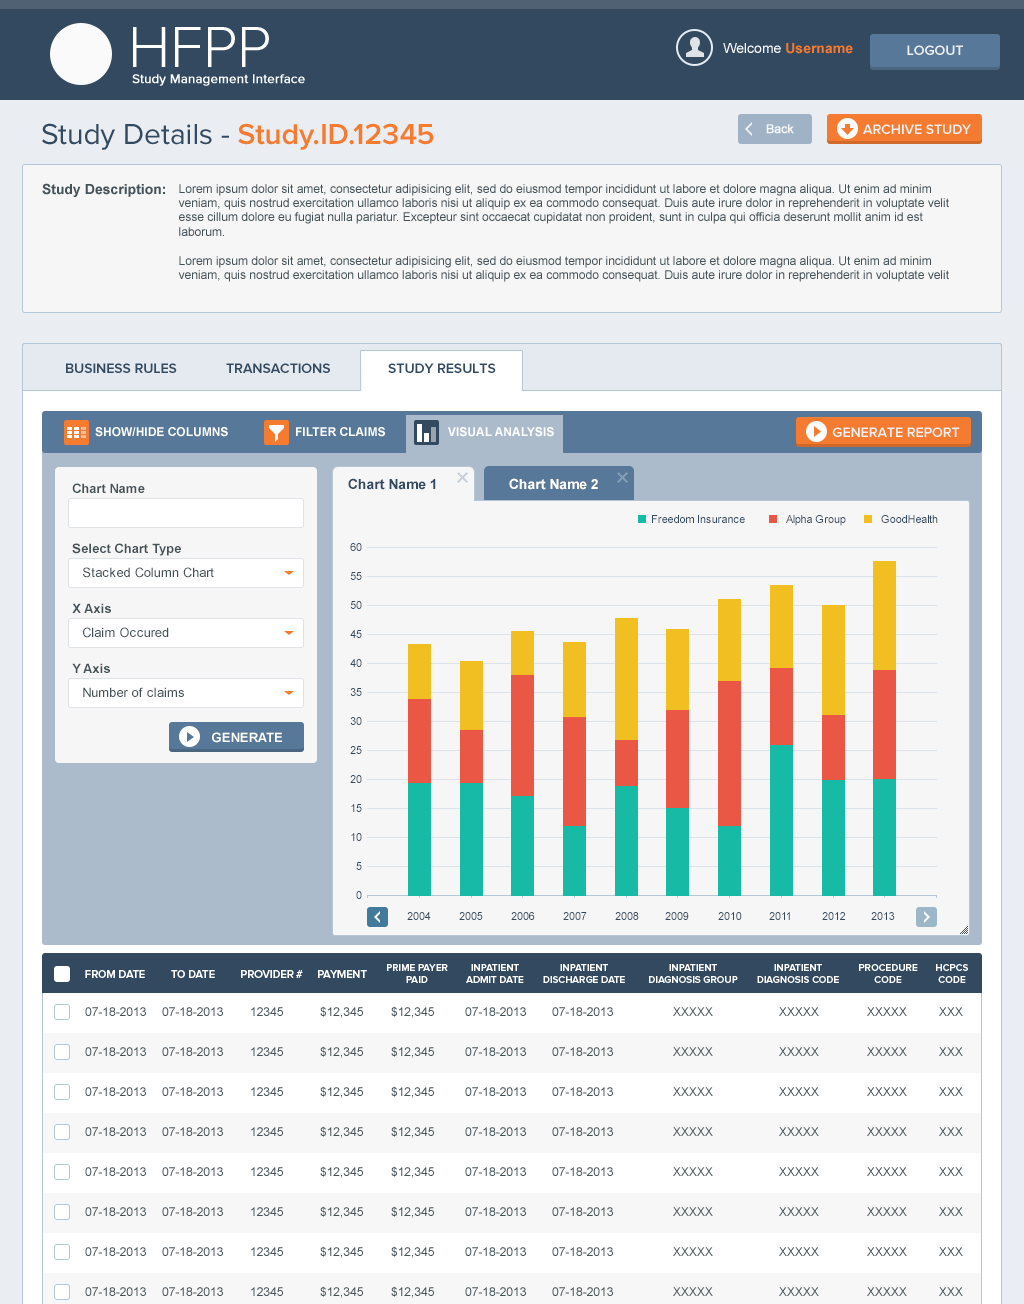 HFPP
Study Management Interface
Welcome Username
LOGOUT
Study Details - Study.ID.12345
Back
ARCHIVE STUDY
Study Description:
Lorem ipsum dolor sit amet, consectetur adipisicing elit, sed do eiusmod tempor incididunt ut labore et dolore magna aliqua. Ut enim ad minim
veniam, quis nostrud exercitation ullamco laboris nisi ut aliquip ex ea commodo consequat. Duis aute irure dolor in reprehenderit in voluptate velit
esse cillum dolore eu fugiat nulla pariatur. Excepteur sint occaecat cupidatat non proident, sunt in culpa qui officia deserunt mollit anim id est
laborum.
Lorem ipsum dolor sit amet, consectetur adipisicing elit, sed do eiusmod tempor incididunt ut labore et dolore magna aliqua. Ut enim ad minim
veniam, quis nostrud exercitation ullamco laboris nisi ut aliquip ex ea commodo consequat. Duis aute irure dolor in reprehenderit in voluptate velit
BUSINESS RULES
TRANSACTIONS
STUDY RESULTS
SHOW/HIDE COLUMNS
FILTER CLAIMS
VISUAL ANALYSIS
GENERATE REPORT
Chart Name
Select Chart Type
Stacked Column Chart
X Axis
Claim Occured
Y Axis
Number of claims
GENERATE
Chart Name 1
Chart Name 2
Freedom Insurance
Alpha Group
GoodHealth
60
55
50
45
40
35
30
25
20
15
10
5
0
2004 2005 2006 2007 2008 2009 2010 2011 2012 2013
FROM DATE TO DATE PROVIDER # PAYMENT PRIME PAYER PAID INPATIENT ADMIT DATE INPATIENT DISCHARGE DATE INPATIENT DIAGNOSIS GROUP INPATIENT DIAGNOSIS CODE PROCEDURE CODE HCPCS CODE
07-18-2013 07-18-2013 12345 $12,345 $12,345 07-18-2013 07-18-2013 XXXXX XXXXX XXXXX XXX
07-18-2013 07-18-2013 12345 $12,345 $12,345 07-18-2013 07-18-2013 XXXXX XXXXX XXXXX XXX
07-18-2013 07-18-2013 12345 $12,345 $12,345 07-18-2013 07-18-2013 XXXXX XXXXX XXXXX XXX
07-18-2013 07-18-2013 12345 $12,345 $12,345 07-18-2013 07-18-2013 XXXXX XXXXX XXXXX XXX
07-18-2013 07-18-2013 12345 $12,345 $12,345 07-18-2013 07-18-2013 XXXXX XXXXX XXXXX XXX
07-18-2013 07-18-2013 12345 $12,345 $12,345 07-18-2013 07-18-2013 XXXXX XXXXX XXXXX XXX
07-18-2013 07-18-2013 12345 $12,345 $12,345 07-18-2013 07-18-2013 XXXXX XXXXX XXXXX XXX
07-18-2013 07-18-2013 12345 $12,345 $12,345 07-18-2013 07-18-2013 XXXXX XXXXX XXXXX XXX